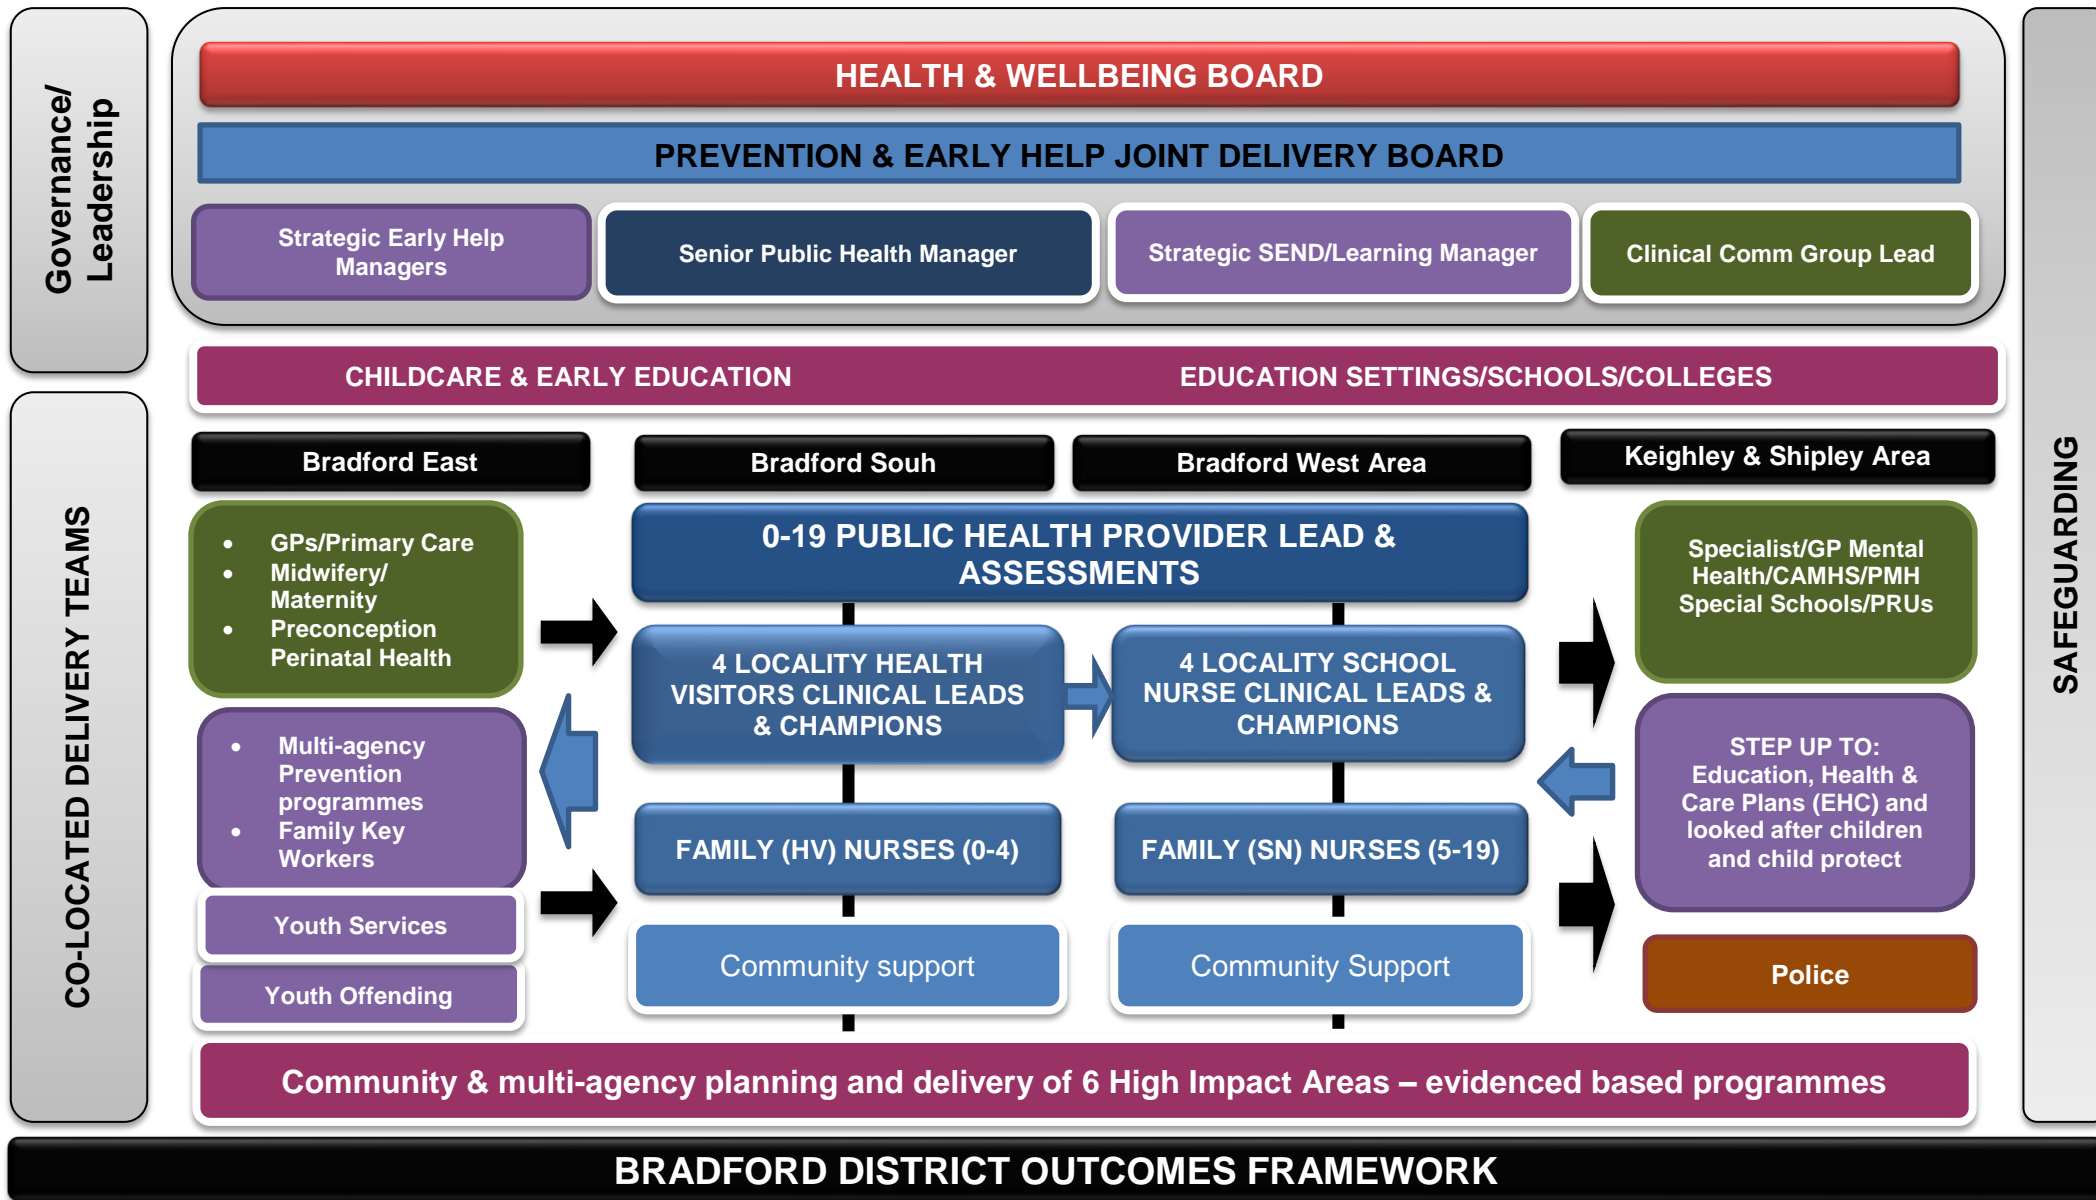 Governance/
Leadership
HEALTH & WELLBEING BOARD
PREVENTION & EARLY HELP JOINT DELIVERY BOARD
Strategic Early Help
Managers
Senior Public Health Manager
Strategic SEND/Learning Manager
Clinical Comm Group Lead
CHILDCARE & EARLY EDUCATION
EDUCATION SETTINGS/SCHOOLS/COLLEGES
CO-LOCATED DELIVERY TEAMS
Bradford East
Bradford Souh
Bradford West Area
Keighley & Shipley Area
• GPs/Primary Care
• Midwifery/
Maternity
• Preconception
Perinatal Health
• Multi-agency
Prevention
programmes
• Family Key
Workers
Youth Services
Youth Offending
0-19 PUBLIC HEALTH PROVIDER LEAD &
ASSESSMENTS
4 LOCALITY HEALTH
VISITORS CLINICAL LEADS
& CHAMPIONS
4 LOCALITY SCHOOL
NURSE CLINICAL LEADS &
CHAMPIONS
FAMILY (HV) NURSES (0-4)
FAMILY (SN) NURSES (5-19)
Community support
Community Support
Specialist/GP Mental
Health/CAMHS/PMH
Special Schools/PRUs
STEP UP TO:
Education, Health &
Care Plans (EHC) and
looked after children
and child protect
Police
SAFEGUARDING
Community & multi-agency planning and delivery of 6 High Impact Areas – evidenced based programmes
BRADFORD DISTRICT OUTCOMES FRAMEWORK